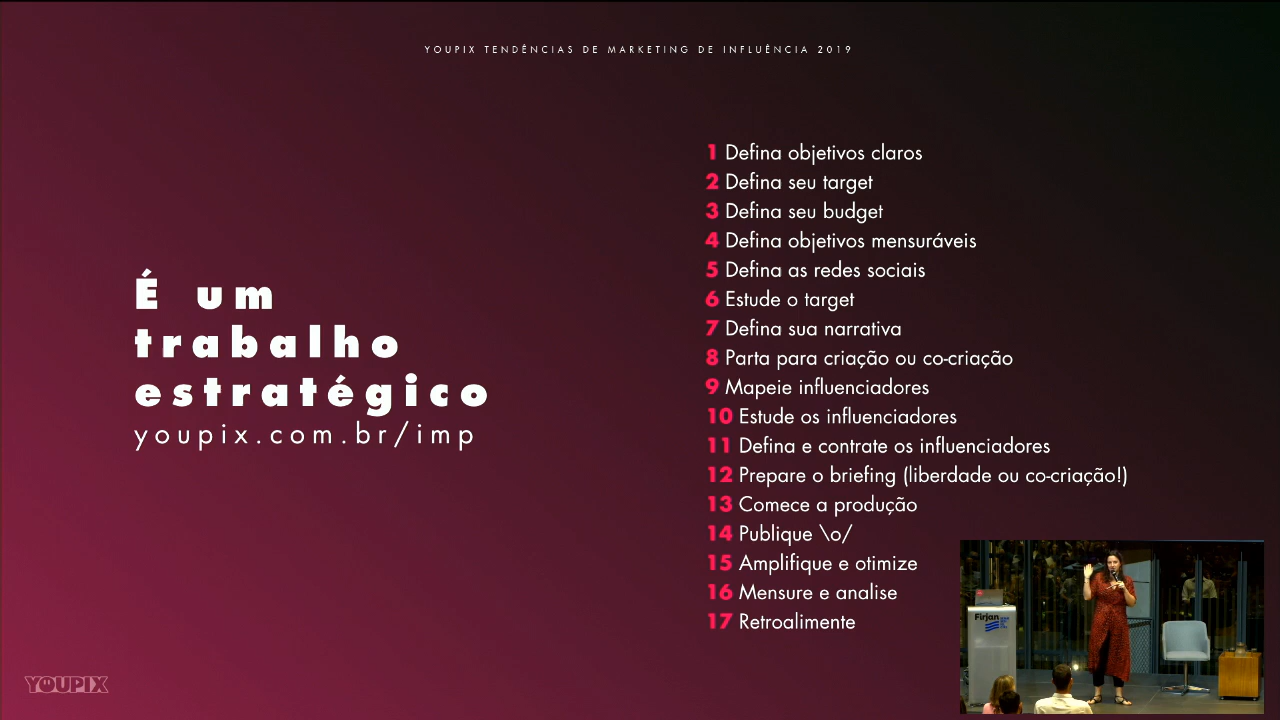 YOUPIX TENDÊNCIAS DE MARKETING DE INFLUÊNCIA 2019
É um
trabalho
estratégico
youpix.com.br/imp
1 Defina objetivos claros
2 Defina seu target
3 Defina seu budget
4 Defina objetivos mensuráveis
5 Defina as redes sociais
6 Estude o target
7 Defina sua narrativa
8 Parta para criação ou co-criação
9 Mapeie influenciadores
10 Estude os influenciadores
11 Defina e contrate os influenciadores
12 Prepare o briefing (liberdade ou co-criação!)
13 Comece a produção
14 Publique \o/
15 Amplifique e otimize
16 Mensure e analise
17 Retroalimente
Firjan
YOUPIX